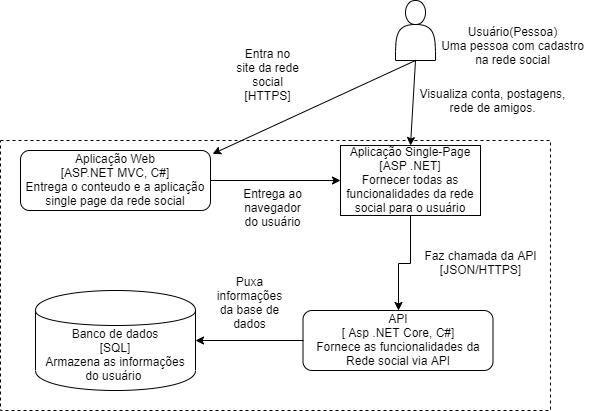 Usuário(Pessoa)
Uma pessoa com cadastro
na rede social
Entra no
site da rede
social
[HTTPS]
Visualiza conta, postagens,
rede de amigos.
Aplicação Web
[ASP.NET MVC, C#]
Entrega o conteudo e a aplicação
single page da rede social
Aplicação Single-Page
[ASP .NET]
Fornecer todas as
funcionalidades da rede
social para o usuário
Entrega ao
navegador
do usuário
Faz chamada da API
[JSON/HTTPS]
Puxa
informações
da base de
dados
API
[ Asp .NET Core, C#]
Fornece as funcionalidades da
Rede social via API
Banco de dados
[SQL]
Armazena as informações
do usuário